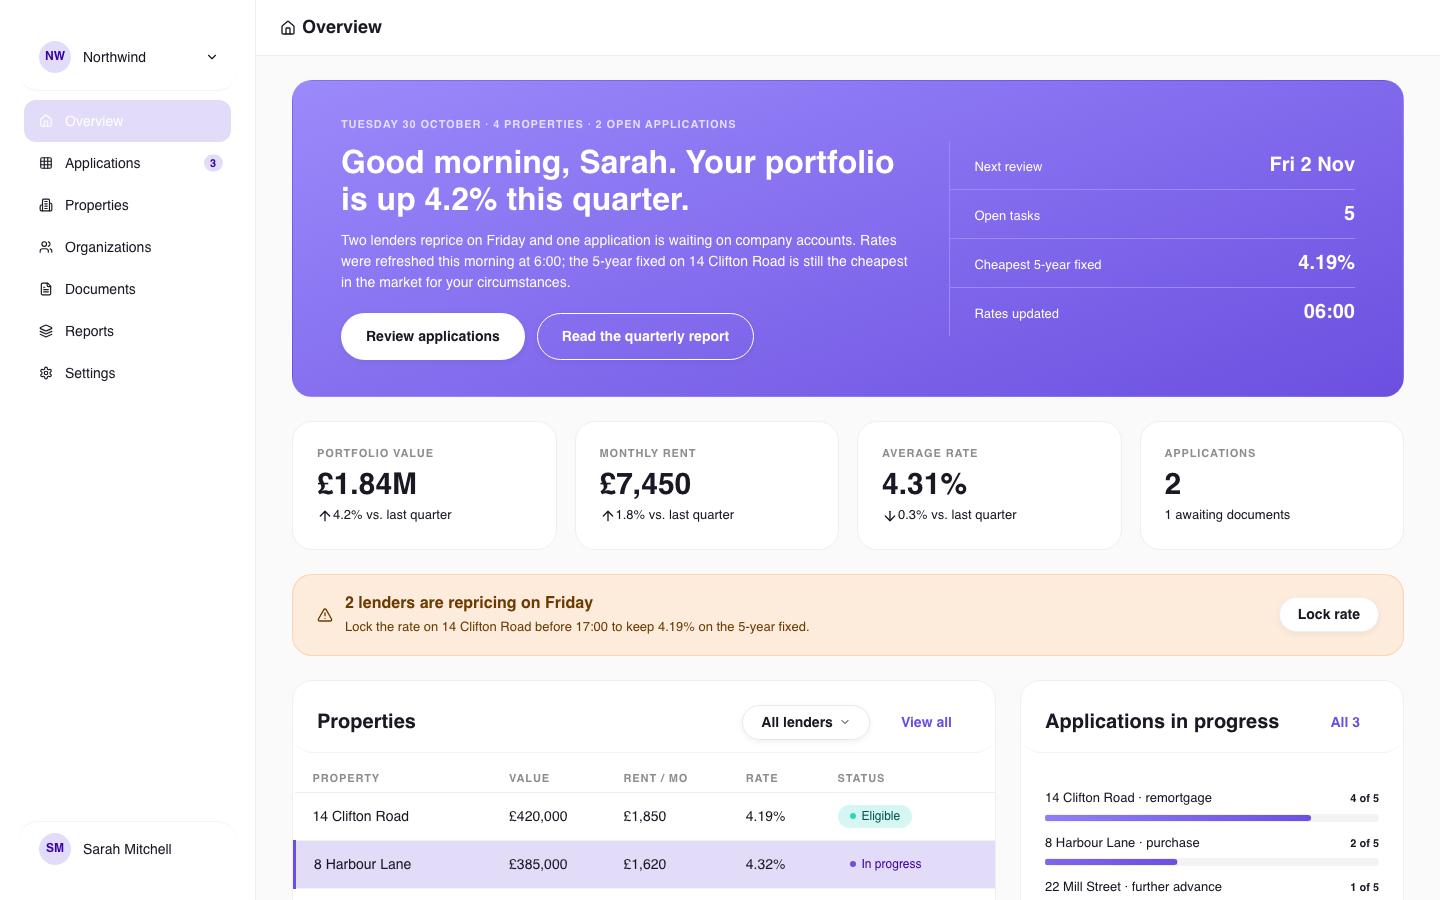 NW Northwind
Overview
Applications 3
Properties
Organizations
Documents
Reports
Settings
SM Sarah Mitchell
Overview
TUESDAY 30 OCTOBER · 4 PROPERTIES · 2 OPEN APPLICATIONS
Good morning, Sarah. Your portfolio
is up 4.2% this quarter.
Two lenders reprice on Friday and one application is waiting on company accounts. Rates
were refreshed this morning at 6:00; the 5-year fixed on 14 Clifton Road is still the cheapest
in the market for your circumstances.
Review applications
Read the quarterly report
Next review Fri 2 Nov
Open tasks 5
Cheapest 5-year fixed 4.19%
Rates updated 06:00
PORTFOLIO VALUE
£1.84M
4.2% vs. last quarter
MONTHLY RENT
£7,450
1.8% vs. last quarter
AVERAGE RATE
4.31%
0.3% vs. last quarter
APPLICATIONS
2
1 awaiting documents
2 lenders are repricing on Friday
Lock the rate on 14 Clifton Road before 17:00 to keep 4.19% on the 5-year fixed.
Lock rate
Properties
All lenders
View all
PROPERTY VALUE RENT / MO RATE STATUS
14 Clifton Road £420,000 £1,850 4.19% Eligible
8 Harbour Lane £385,000 £1,620 4.32% In progress
Applications in progress
All 3
14 Clifton Road · remortgage 4 of 5
8 Harbour Lane · purchase 2 of 5
22 Mill Street · further advance 1 of 5